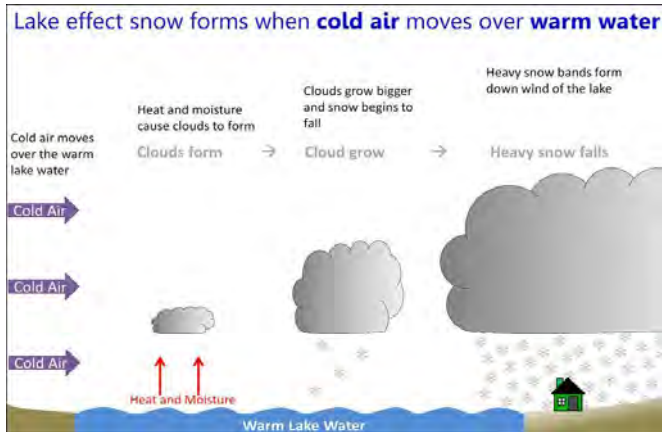 Lake effect snow forms when cold air moves over warm water
Cold air moves
over the warm
lake water
Heat and moisture
cause clouds to form
Clouds grow bigger
and snow begins to
fall
Heavy snow bands form
down wind of the lake
Clouds form → Cloud grow → Heavy snow falls
Cold Air
Cold Air
Cold Air
Heat and Moisture
Warm Lake Water